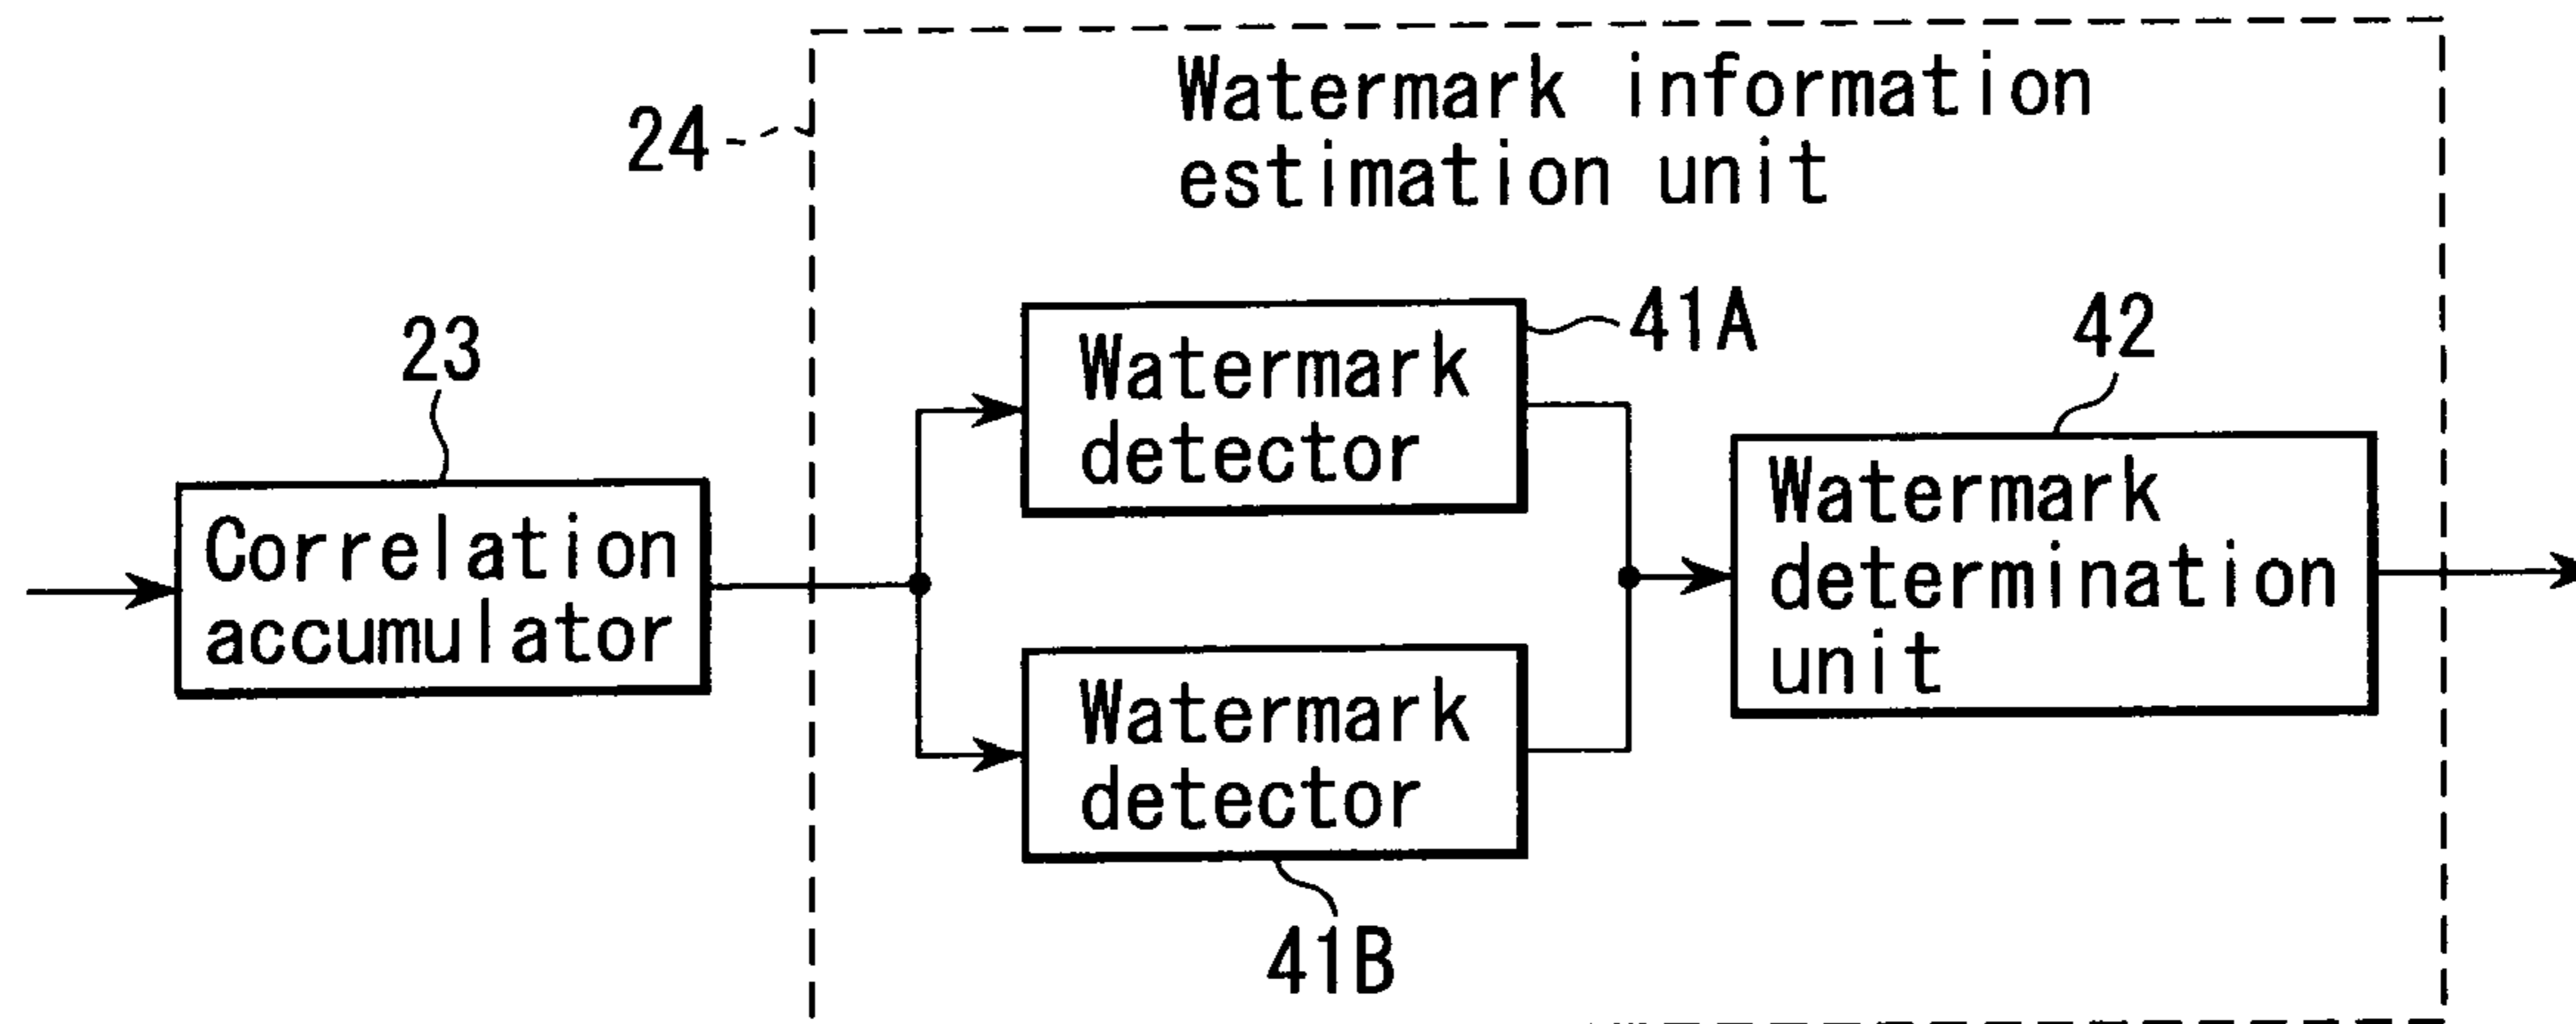 Watermark information
estimation unit
24
23
41A
42
Watermark
detector
Correlation
accumulator
Watermark
determination
unit
Watermark
detector
41B